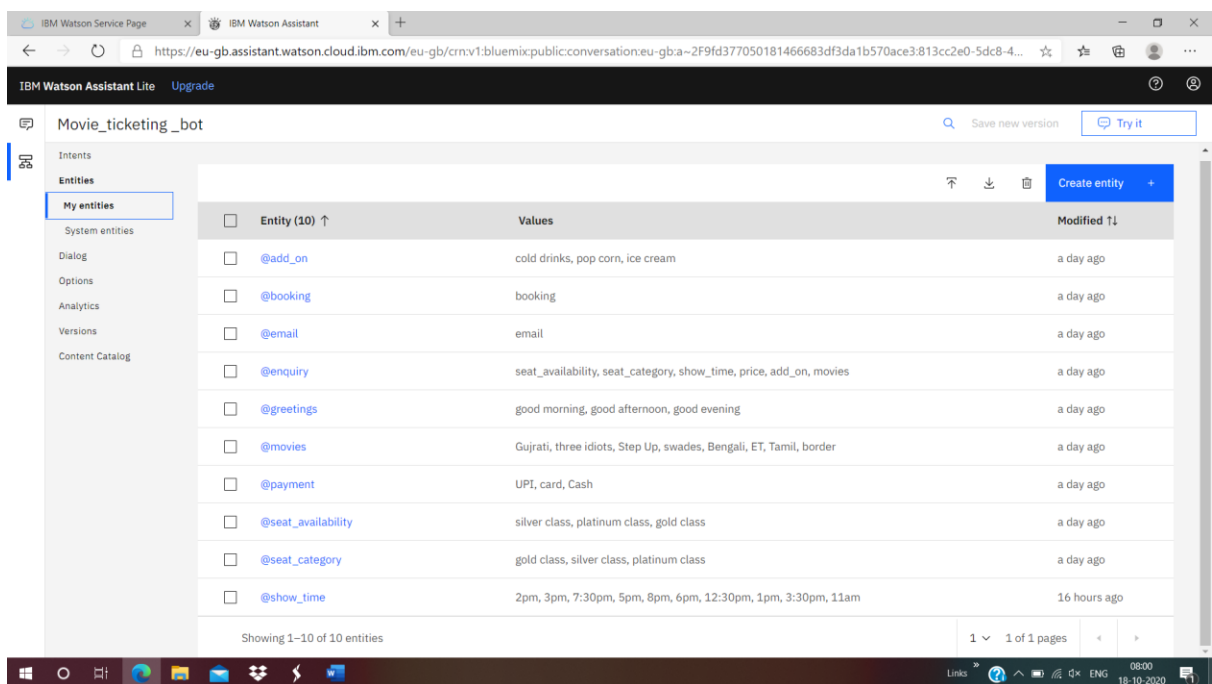 IBM Watson Service Page
IBM Watson Assistant
https://eu-gb.assistant.watson.cloud.ibm.com/eu-gb/crn:v1:bluemix:public:conversation:eu-gb:a~2F9fd377050181466683df3da1b570ace3:813cc2e0-5dc8-4...
IBM Watson Assistant Lite Upgrade
Movie_ticketing _bot Save new version Try it
Intents
Entities
My entities
System entities
Dialog
Options
Analytics
Versions
Content Catalog
Create entity +
Entity (10) ↑ Values Modified ↑↓
@add_on cold drinks, pop corn, ice cream a day ago
@booking booking a day ago
@email email a day ago
@enquiry seat_availability, seat_category, show_time, price, add_on, movies a day ago
@greetings good morning, good afternoon, good evening a day ago
@movies Gujrati, three idiots, Step Up, swades, Bengali, ET, Tamil, border a day ago
@payment UPI, card, Cash a day ago
@seat_availability silver class, platinum class, gold class a day ago
@seat_category gold class, silver class, platinum class a day ago
@show_time 2pm, 3pm, 7:30pm, 5pm, 8pm, 6pm, 12:30pm, 1pm, 3:30pm, 11am 16 hours ago
Showing 1–10 of 10 entities 1 1 of 1 pages
Links » ENG 08:00
18-10-2020